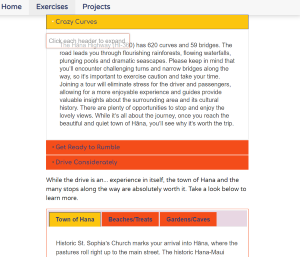 Home Exercises Projects
Crazy Curves
Click each header to expand.
The Hana Highway (HI-360) has 620 curves and 59 bridges. The
road leads you through flourishing rainforests, flowing waterfalls,
plunging pools and dramatic seascapes. Please keep in mind that
you'll encounter challenging turns and narrow bridges along the
way, so it's important to exercise caution and take your time.
Joining a tour will eliminate stress for the driver and passengers,
allowing for a more enjoyable experience and guides provide
valuable insights about the surrounding area and its cultural
history. There are plenty of opportunities to stop and enjoy the
lovely views. While it's all about the journey, once you reach the
beautiful and quiet town of Hāna, you'll see why it's worth the trip.
Get Ready to Rumble
Drive Considerately
While the drive is an... experience in itself, the town of Hana and the
many stops along the way are absolutely worth it. Take a look below to
learn more.
Town of Hana Beaches/Treats Gardens/Caves
Historic St. Sophia's Church marks your arrival into Hāna, where the
pastures roll right up to the main street. The historic Hana-Maui